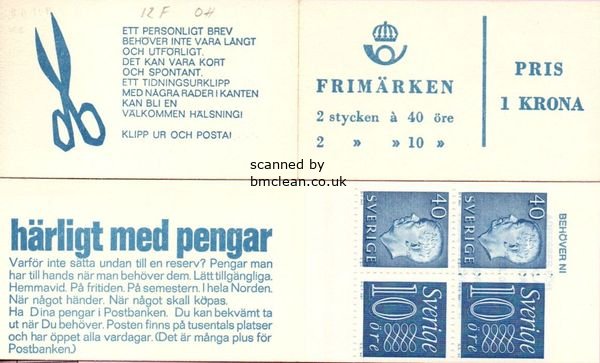 12 F O4
ETT PERSONLIGT BREV
BEHÖVER INTE VARA LÅNGT
OCH UTFÖRLIGT.
DET KAN VARA KORT
OCH SPONTANT.
ETT TIDNINGSURKLIPP
MED NÅGRA RADER I KANTEN
KAN BLI EN
VÄLKOMMEN HÄLSNING!
KLIPP UR OCH POSTA!
FRIMÄRKEN
2 stycken à 40 öre
2 » » 10 »
PRIS
1 KRONA
scanned by
bmclean.co.uk
härligt med pengar
Varför inte sätta undan till en reserv? Pengar man
har till hands när man behöver dem. Lätt tillgängliga.
Hemmavid. På fritiden. På semestern. I hela Norden.
När något händer. När något skall köpas.
Ha Dina pengar i Postbanken. Du kan bekvämt ta
ut när Du behöver. Posten finns på tusentals platser
och har öppet alla vardagar. (Det är många plus för
Postbanken.)
40
SVERIGE
40
SVERIGE
10 öre
Sverige
10 öre
Sverige
BEHÖVER NI